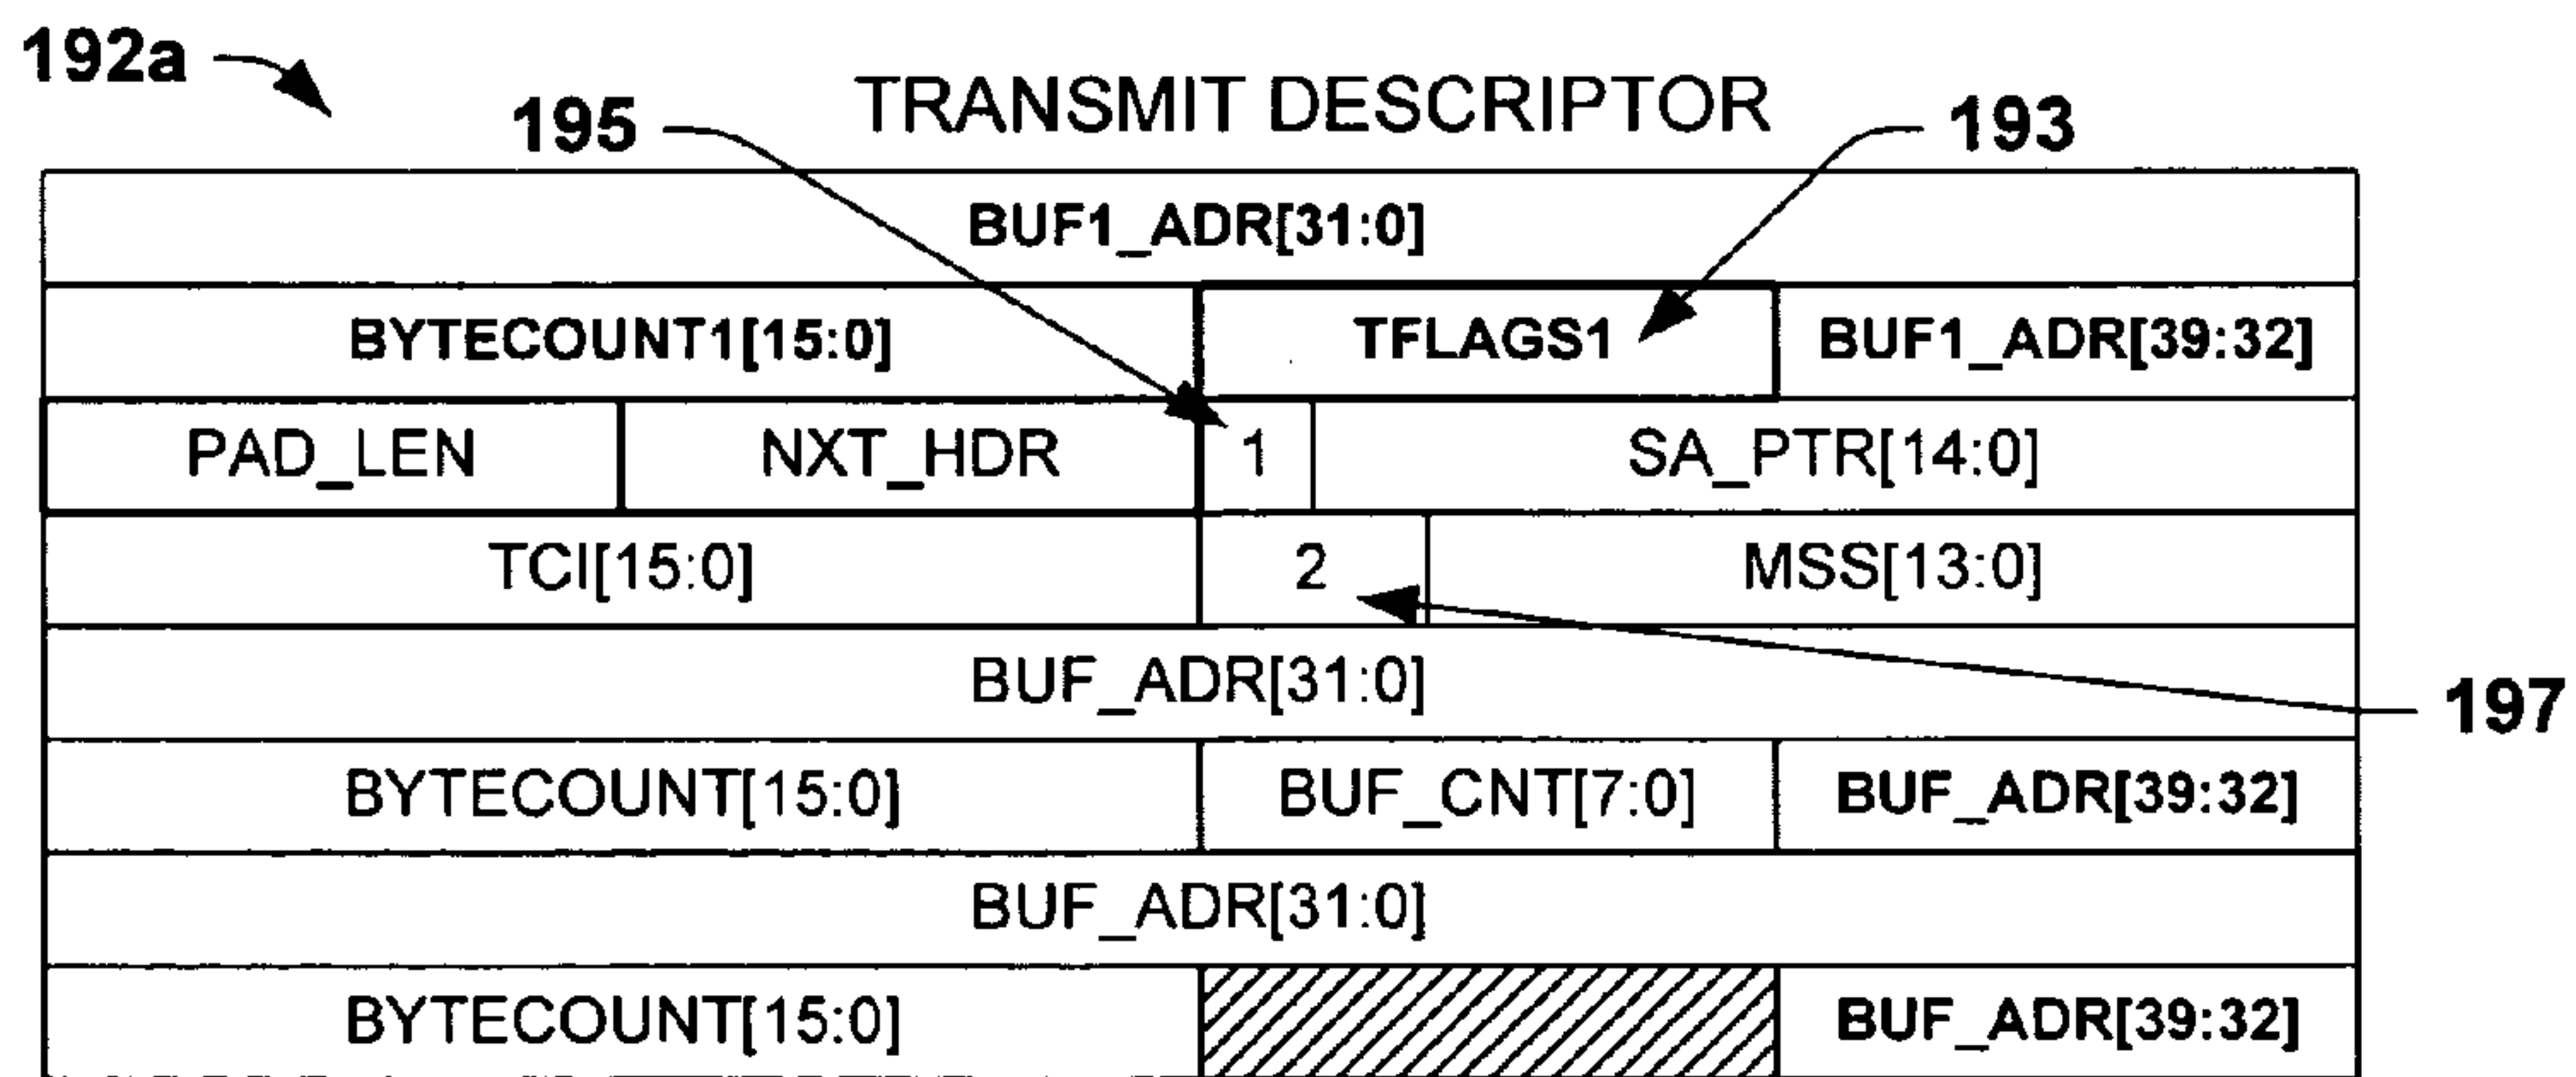 192a
TRANSMIT DESCRIPTOR
195 193
BUF1_ADR[31:0]
BYTECOUNT1[15:0] TFLAGS1 BUF1_ADR[39:32]
PAD_LEN NXT_HDR 1 SA_PTR[14:0]
TCI[15:0] 2 MSS[13:0]
BUF_ADR[31:0]
197
BYTECOUNT[15:0] BUF_CNT[7:0] BUF_ADR[39:32]
BUF_ADR[31:0]
BYTECOUNT[15:0] BUF_ADR[39:32]